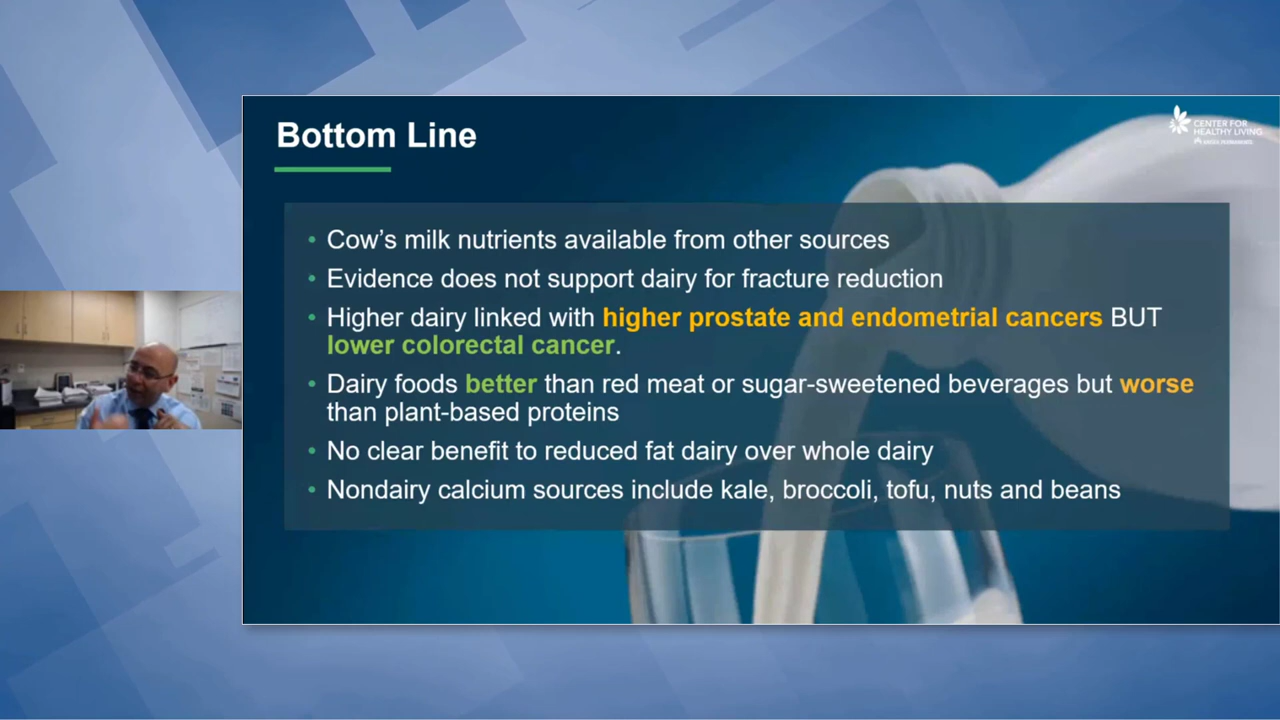 Bottom Line
CENTER FOR
HEALTHY LIVING
• Cow’s milk nutrients available from other sources
• Evidence does not support dairy for fracture reduction
• Higher dairy linked with higher prostate and endometrial cancers BUT
lower colorectal cancer.
• Dairy foods better than red meat or sugar-sweetened beverages but worse
than plant-based proteins
• No clear benefit to reduced fat dairy over whole dairy
• Nondairy calcium sources include kale, broccoli, tofu, nuts and beans